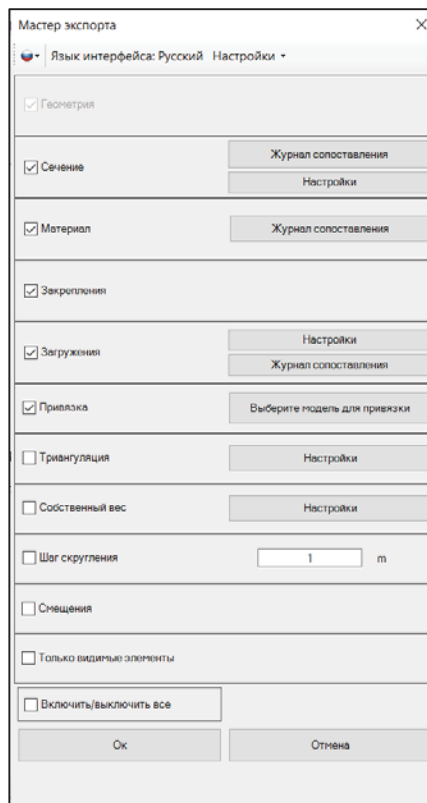 Мастер экспорта
Язык интерфейса: Русский Настройки
Геометрия
Журнал сопоставления
Сечение
Настройки
Материал Журнал сопоставления
Закрепления
Настройки
Загружения
Журнал сопоставления
Привязка Выберите модель для привязки
Триангуляция Настройки
Собственный вес Настройки
Шаг скругления 1 m
Смещения
Только видимые элементы
Включить/выключить все
Ок Отмена